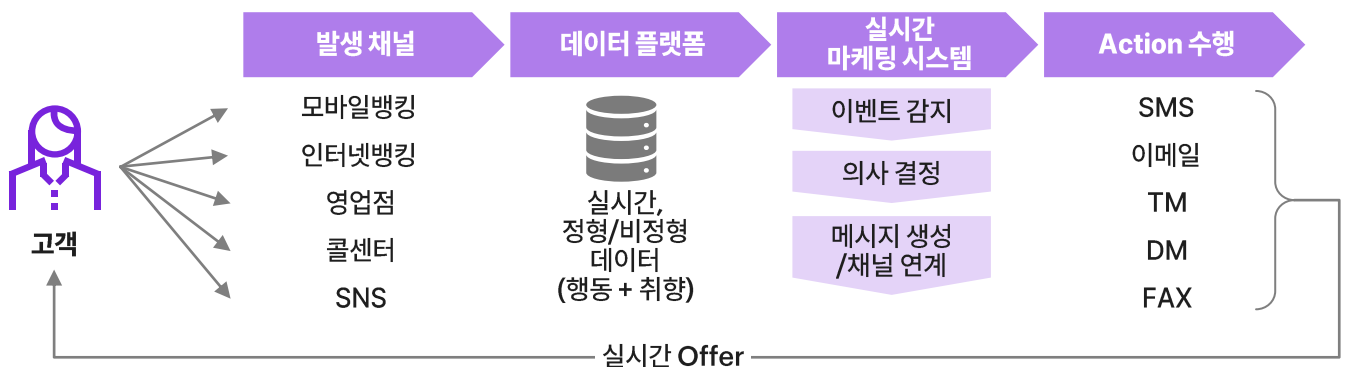 발생 채널
데이터 플랫폼
실시간
마케팅 시스템
Action 수행
고객
모바일뱅킹
인터넷뱅킹
영업점
콜센터
SNS
실시간,
정형/비정형
데이터
(행동 + 취향)
이벤트 감지
의사 결정
메시지 생성
/채널 연계
SMS
이메일
TM
DM
FAX
실시간 Offer